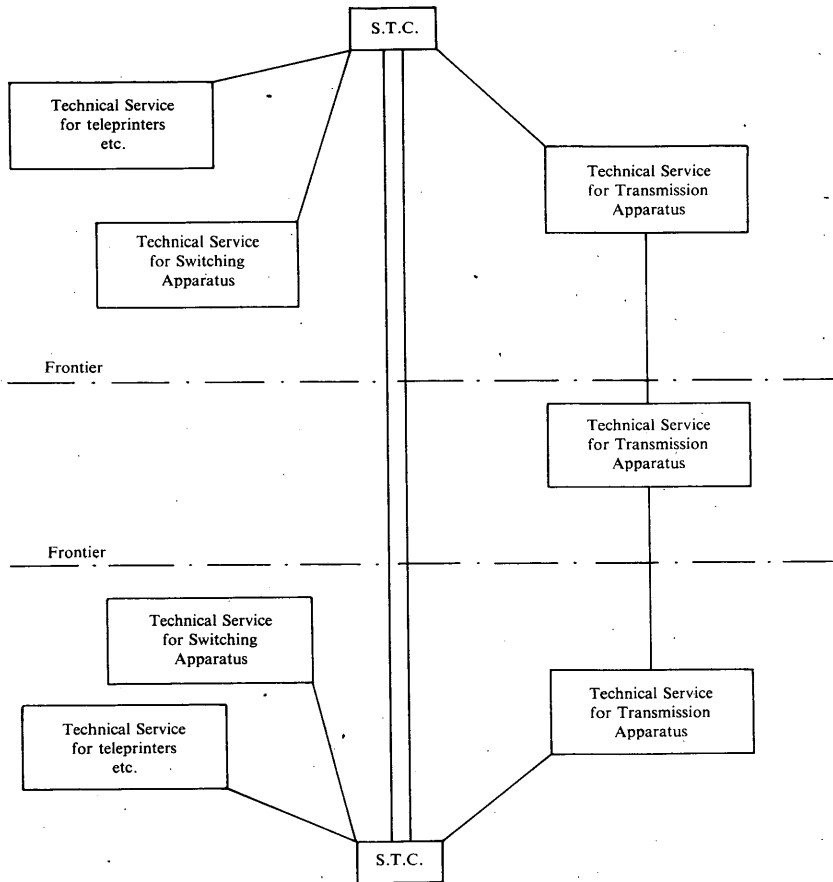 S.T.C.
Technical Service
for teleprinters
etc.
Technical Service
for Transmission
Apparatus
Technical Service
for Switching
Apparatus
Frontier
Technical Service
for Transmission
Apparatus
Frontier
Technical Service
for Switching
Apparatus
Technical Service
for Transmission
Apparatus
Technical Service
for teleprinters
etc.
S.T.C.